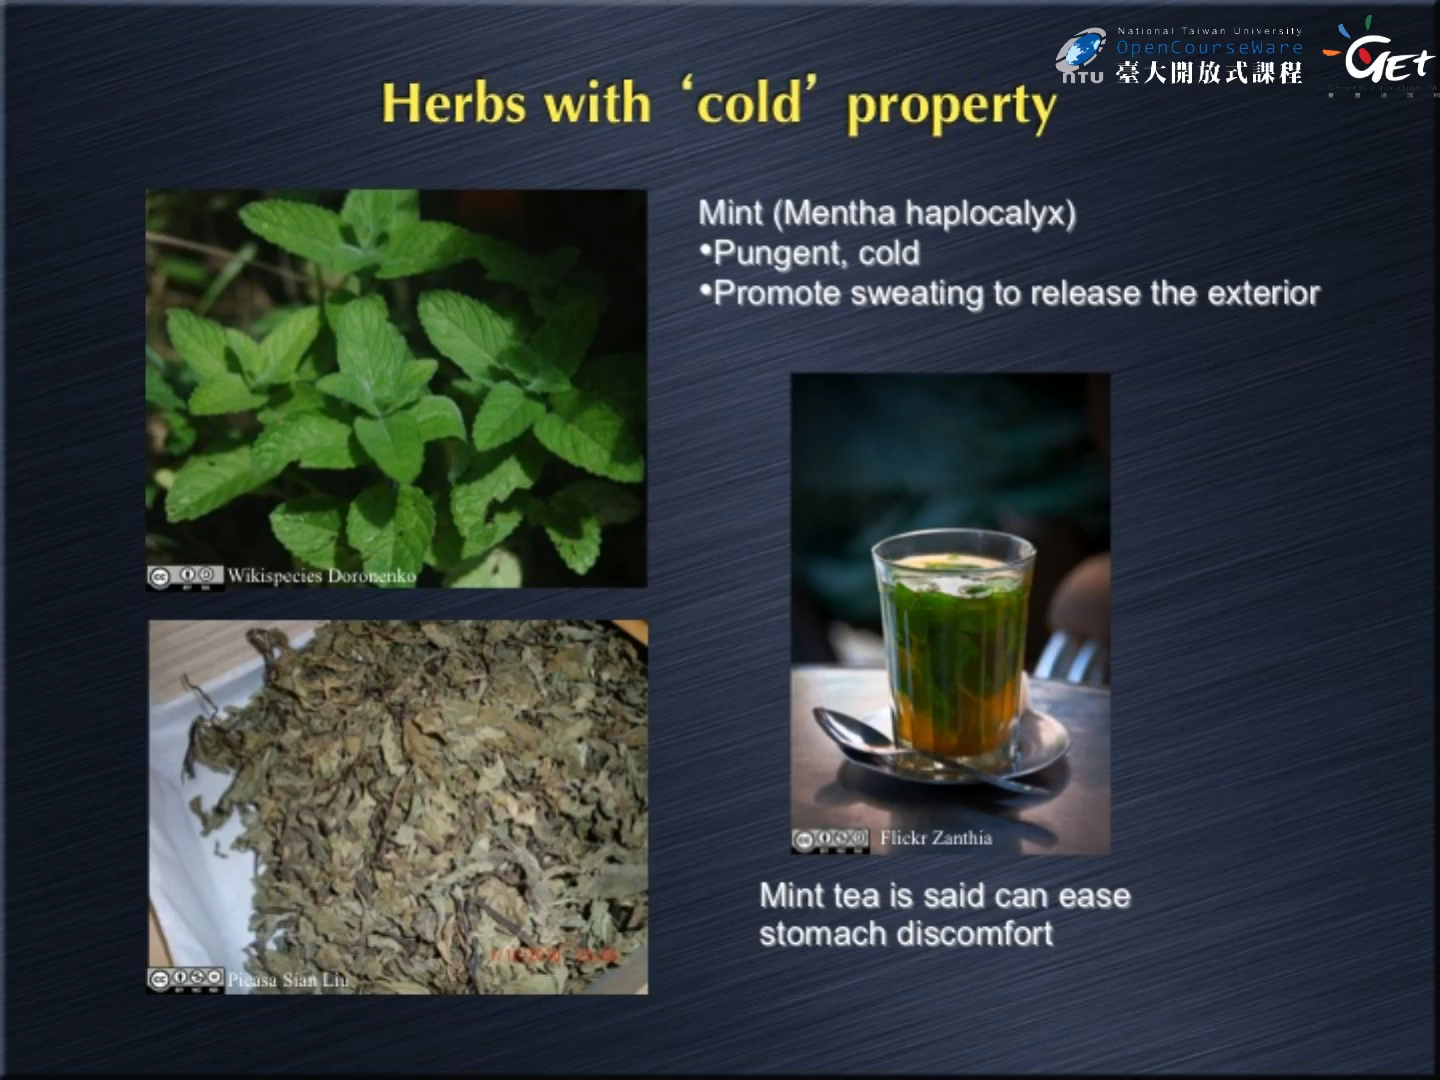 National Taiwan University
OpenCourseWare
NTU 臺大開放式課程
GET
Herbs with ‘cold’ property
Mint (Mentha haplocalyx)
•Pungent, cold
•Promote sweating to release the exterior
Wikispecies Doronenko
Flickr Zanthia
Mint tea is said can ease
stomach discomfort
Picasa Sian Liu